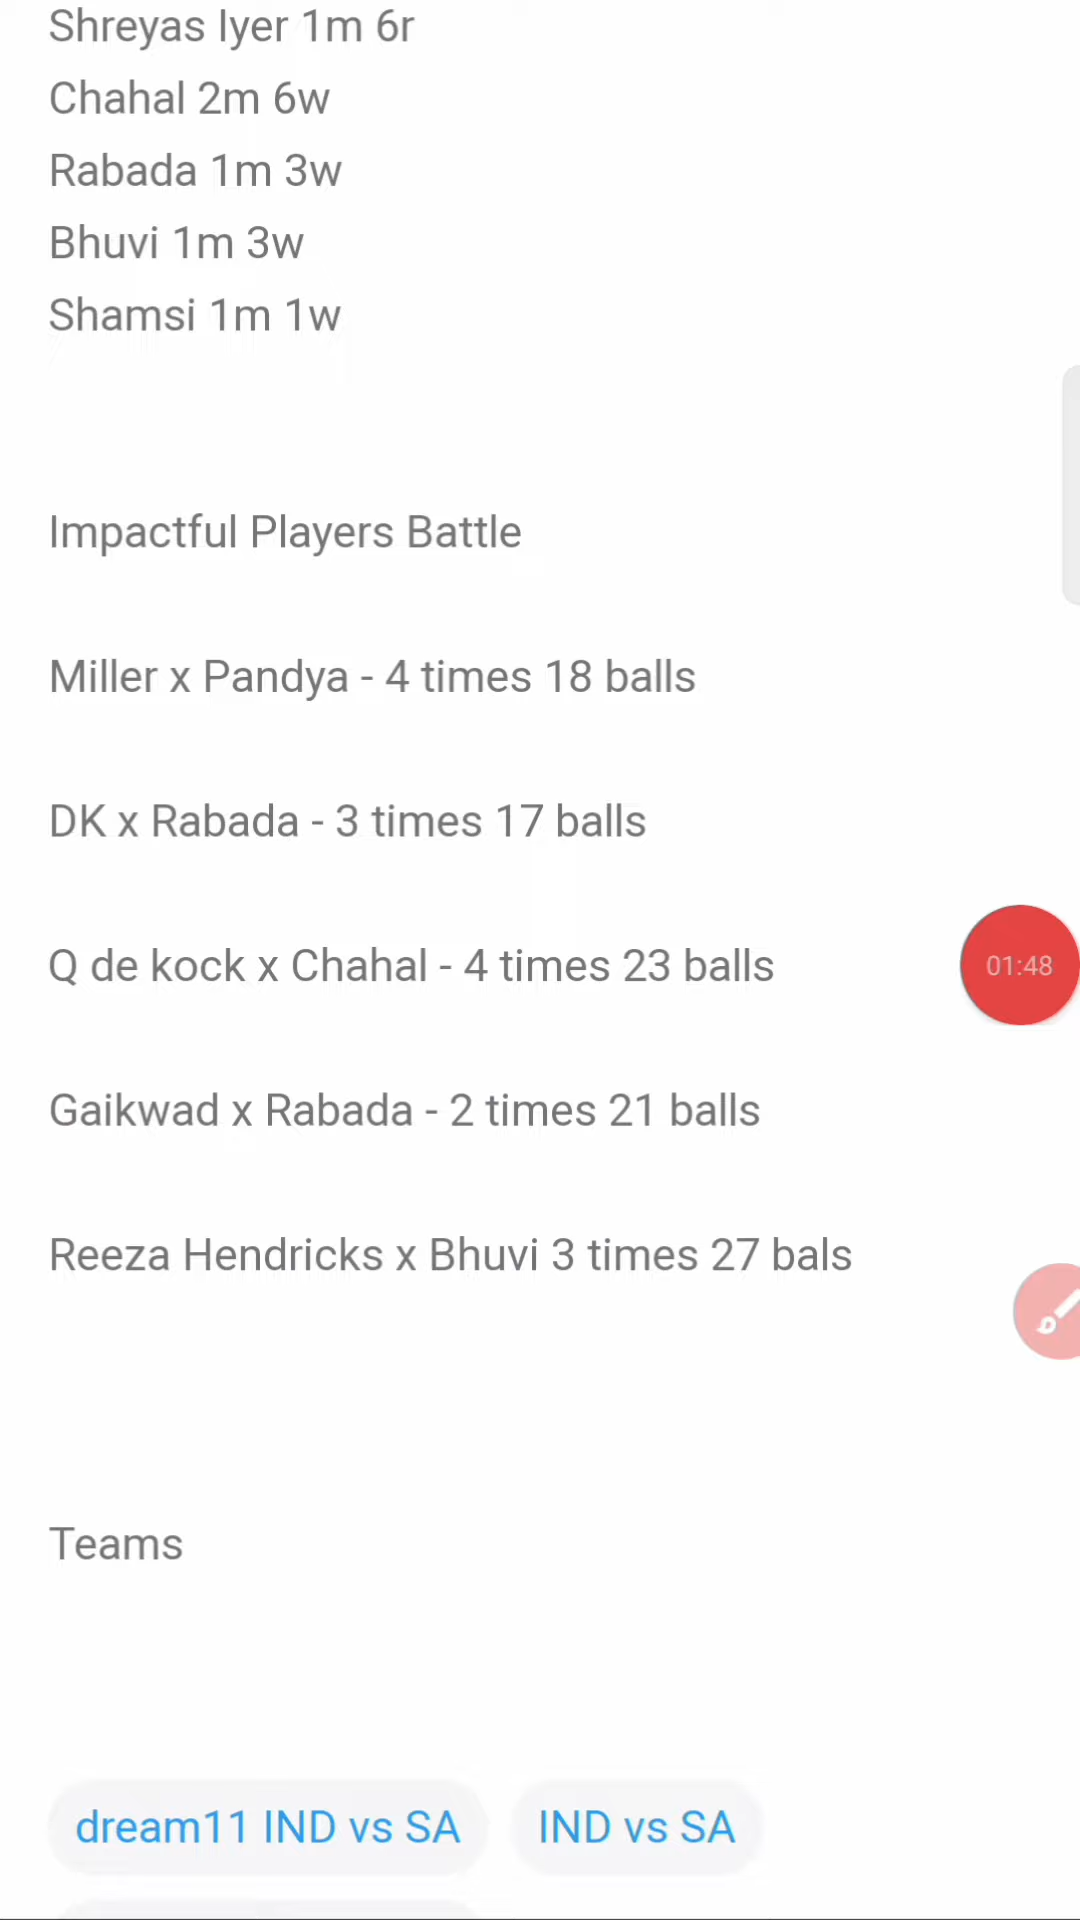 Shreyas Iyer 1m 6r
Chahal 2m 6w
Rabada 1m 3w
Bhuvi 1m 3w
Shamsi 1m 1w
Impactful Players Battle
Miller x Pandya - 4 times 18 balls
DK x Rabada - 3 times 17 balls
Q de kock x Chahal - 4 times 23 balls
01:48
Gaikwad x Rabada - 2 times 21 balls
Reeza Hendricks x Bhuvi 3 times 27 bals
Teams
dream11 IND vs SA
IND vs SA